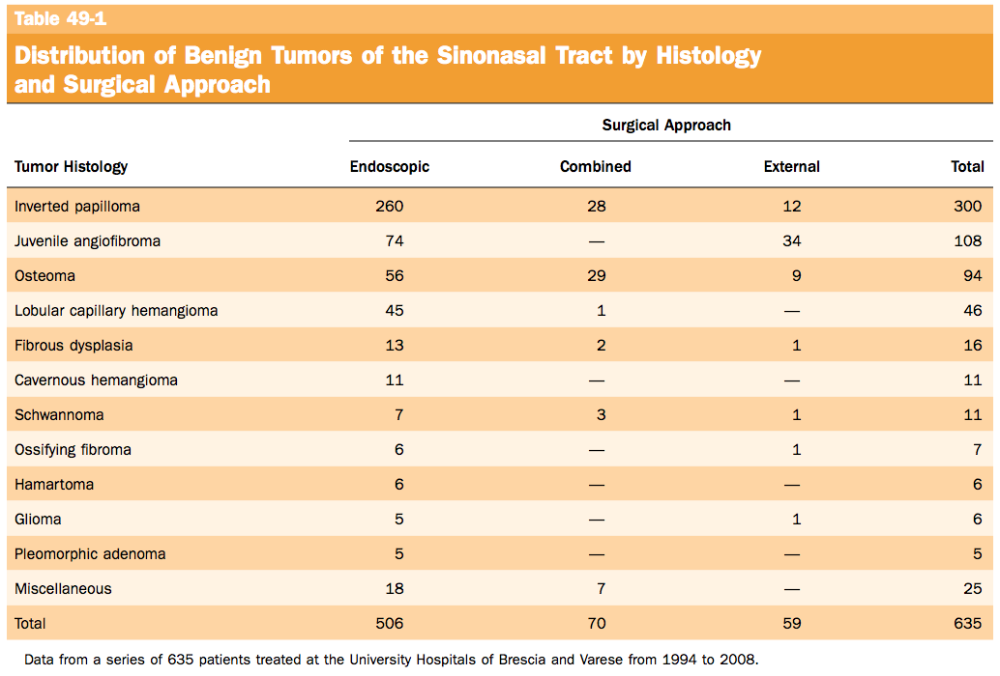 Table 49-1
Distribution of Benign Tumors of the Sinonasal Tract by Histology
and Surgical Approach
Surgical Approach
Tumor Histology Endoscopic Combined External Total
Inverted papilloma 260 28 12 300
Juvenile angiofibroma 74 — 34 108
Osteoma 56 29 9 94
Lobular capillary hemangioma 45 1 — 46
Fibrous dysplasia 13 2 1 16
Cavernous hemangioma 11 — — 11
Schwannoma 7 3 1 11
Ossifying fibroma 6 — 1 7
Hamartoma 6 — — 6
Glioma 5 — 1 6
Pleomorphic adenoma 5 — — 5
Miscellaneous 18 7 — 25
Total 506 70 59 635
Data from a series of 635 patients treated at the University Hospitals of Brescia and Varese from 1994 to 2008.